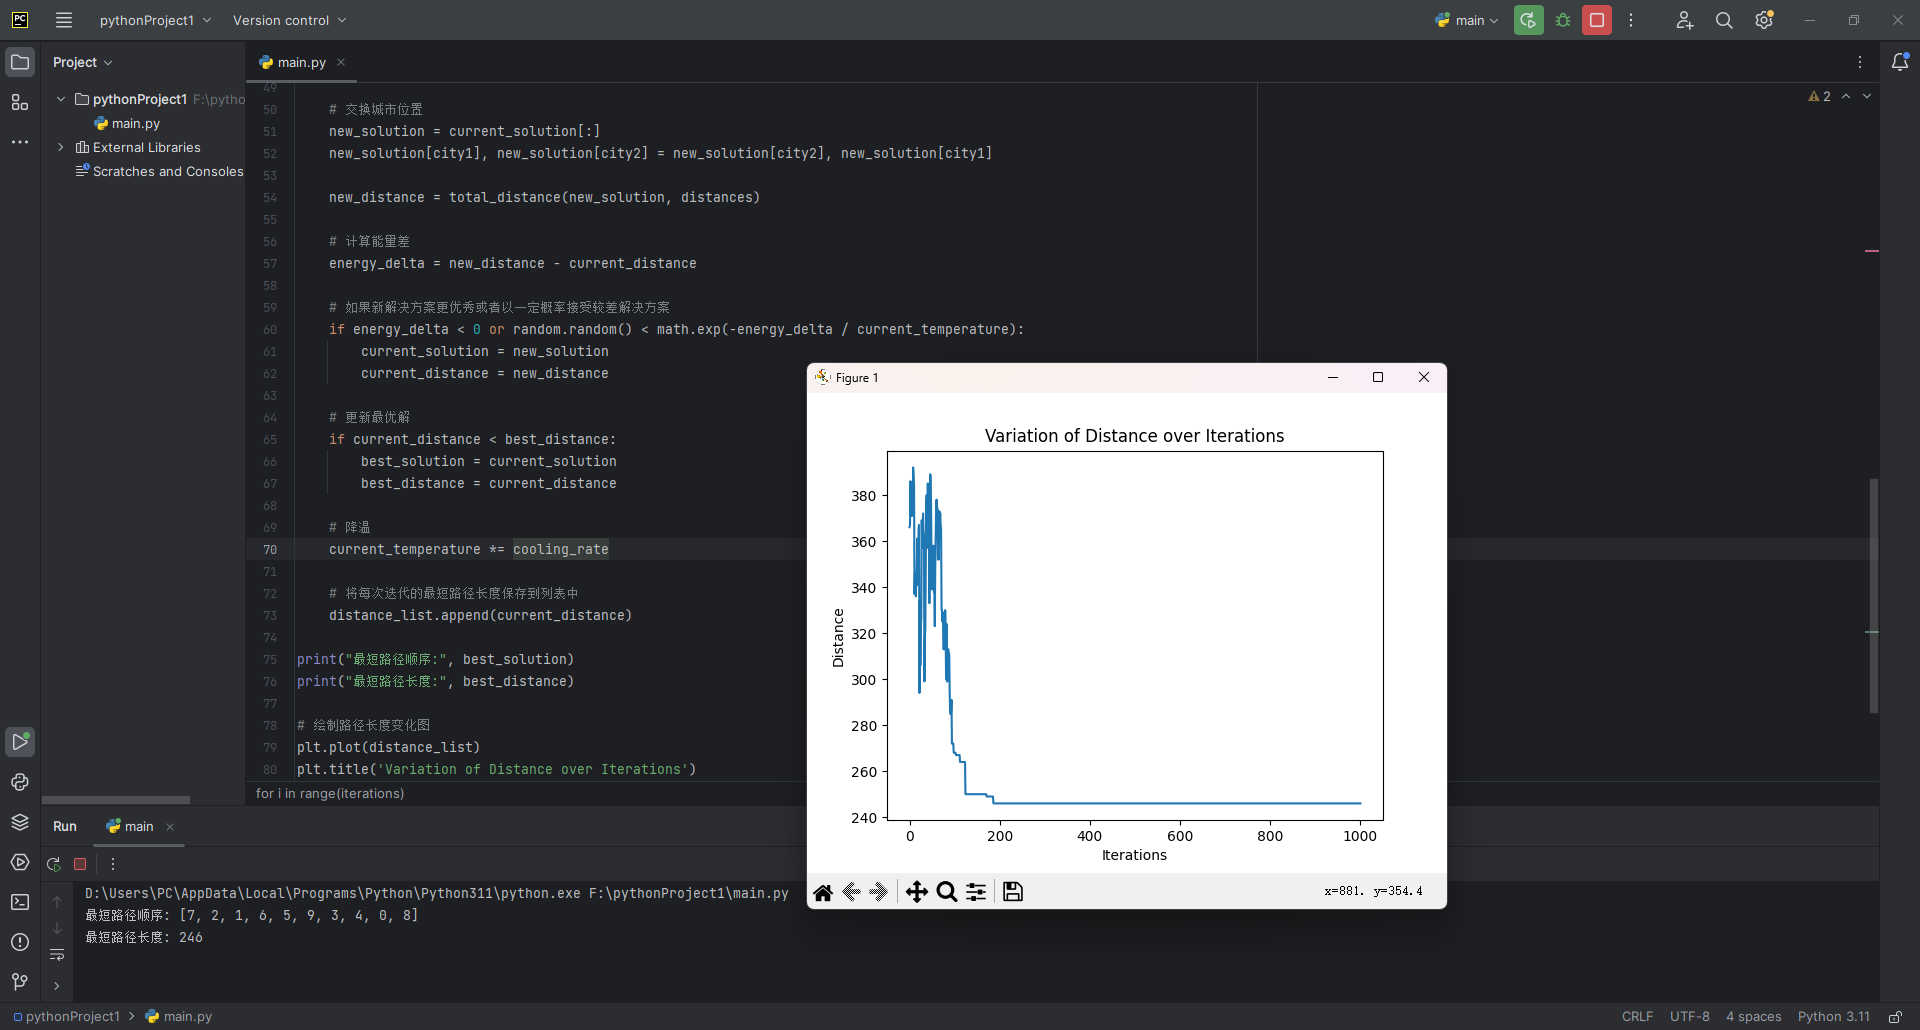 PC
pythonProject1
Version control
main
Project
main.py
pythonProject1 F:\pytho
main.py
External Libraries
Scratches and Consoles
2
49
50 # 交换城市位置
51 new_solution = current_solution[:]
52 new_solution[city1], new_solution[city2] = new_solution[city2], new_solution[city1]
53
54 new_distance = total_distance(new_solution, distances)
55
56 # 计算能量差
57 energy_delta = new_distance - current_distance
58
59 # 如果新解决方案更优秀或者以一定概率接受较差解决方案
60 if energy_delta < 0 or random.random() < math.exp(-energy_delta / current_temperature):
61 current_solution = new_solution
62 current_distance = new_distance
63
64 # 更新最优解
65 if current_distance < best_distance:
66 best_solution = current_solution
67 best_distance = current_distance
68
69 # 降温
70 current_temperature *= cooling_rate
71
72 # 将每次迭代的最短路径长度保存到列表中
73 distance_list.append(current_distance)
74
75 print("最短路径顺序:", best_solution)
76 print("最短路径长度:", best_distance)
77
78 # 绘制路径长度变化图
79 plt.plot(distance_list)
80 plt.title('Variation of Distance over Iterations')
for i in range(iterations)
Figure 1
Variation of Distance over Iterations
380
360
340
320
300
280
260
240
Distance
0 200 400 600 800 1000
Iterations
x=881. y=354.4
Run
main
D:\Users\PC\AppData\Local\Programs\Python\Python311\python.exe F:\pythonProject1\main.py
最短路径顺序: [7, 2, 1, 6, 5, 9, 3, 4, 0, 8]
最短路径长度: 246
pythonProject1
main.py
CRLF
UTF-8
4 spaces
Python 3.11